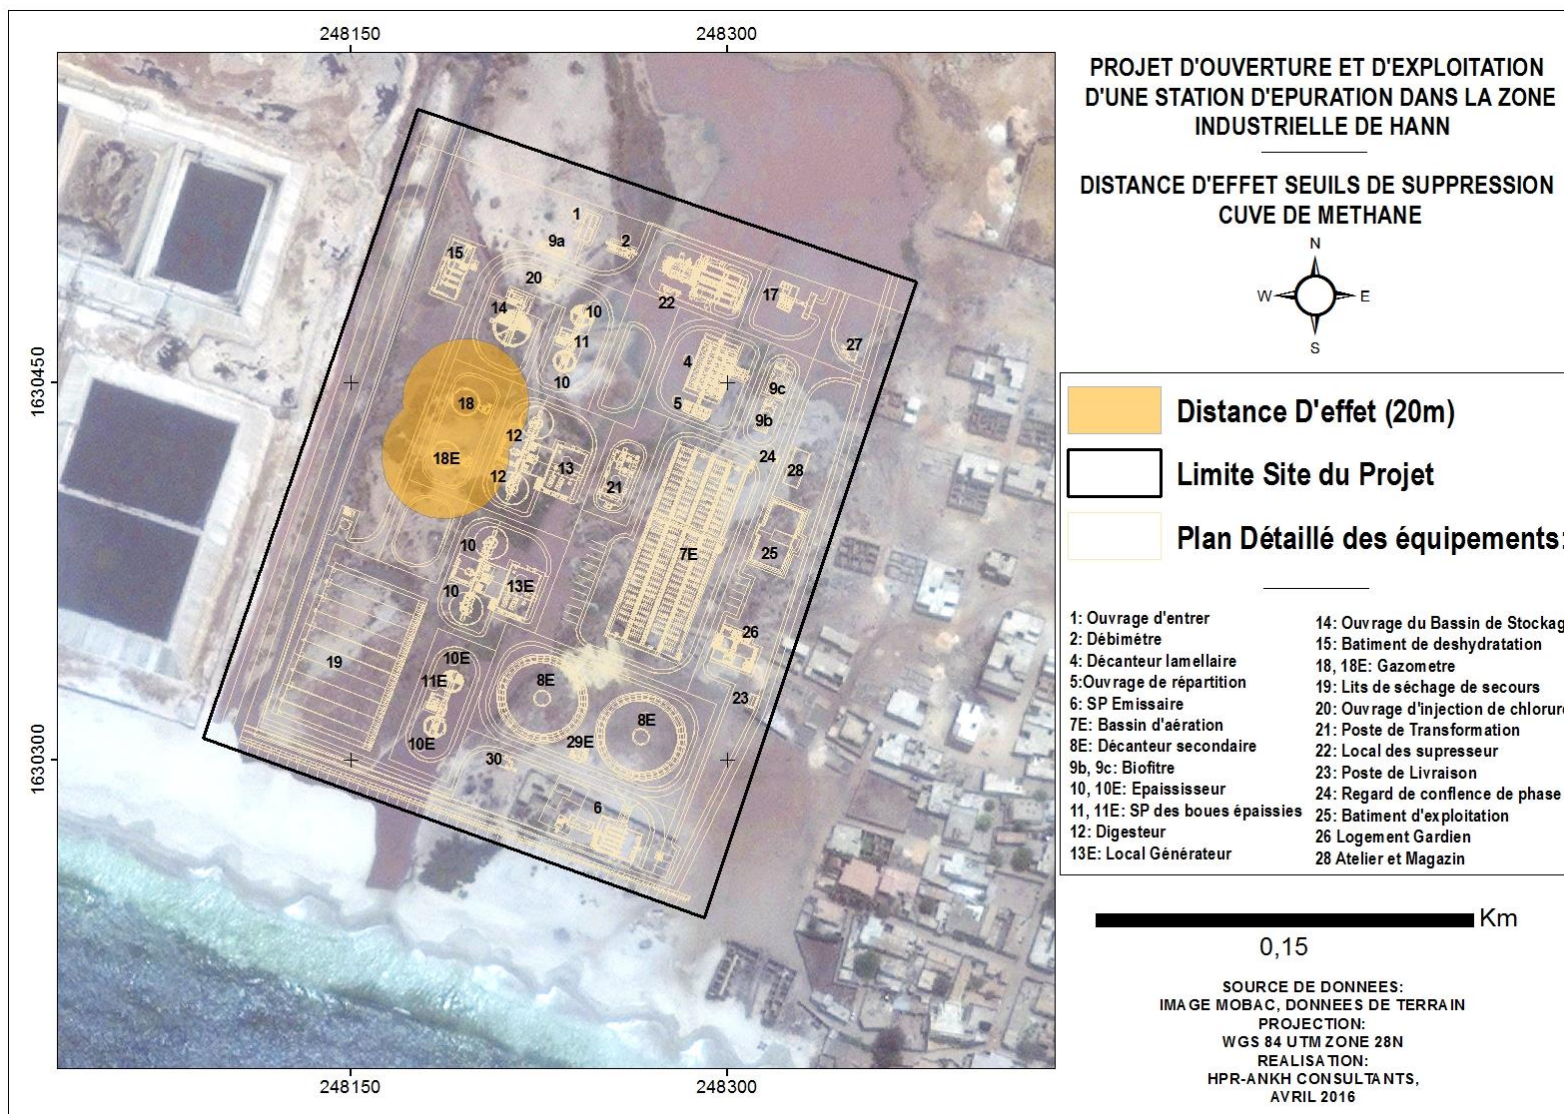 248150
248300
PROJET D'OUVERTURE ET D'EXPLOITATION
D'UNE STATION D'EPURATION DANS LA ZONE
INDUSTRIELLE DE HANN
DISTANCE D'EFFET SEUILS DE SUPPRESSION
CUVE DE METHANE
N
W
E
S
1630450
1630300
1
2
9a
15
20
14
10
11
10
22
17
27
4
5
9c
9b
18
18E
12
12
13
21
24
28
7E
25
10
10
13E
26
19
10E
11E
10E
8E
8E
23
29E
30
6
Distance D'effet (20m)
Limite Site du Projet
Plan Détaillé des équipements:
1: Ouvrage d'entrer
2: Débimétre
4: Décanteur lamellaire
5:Ouvrage de répartition
6: SP Emissaire
7E: Bassin d'aération
8E: Décanteur secondaire
9b, 9c: Biofitre
10, 10E: Epaississeur
11, 11E: SP des boues épaissies
12: Digesteur
13E: Local Générateur
14: Ouvrage du Bassin de Stockag
15: Batiment de deshydratation
18, 18E: Gazometre
19: Lits de séchage de secours
20: Ouvrage d'injection de chlorure
21: Poste de Transformation
22: Local des supresseur
23: Poste de Livraison
24: Regard de conflence de phase
25: Batiment d'exploitation
26 Logement Gardien
28 Atelier et Magazin
Km
0,15
SOURCE DE DONNEES:
IMAGE MOBAC, DONNEES DE TERRAIN
PROJECTION:
WGS 84 UTM ZONE 28N
REALISATION:
HPR-ANKH CONSULTANTS,
AVRIL 2016
248150
248300